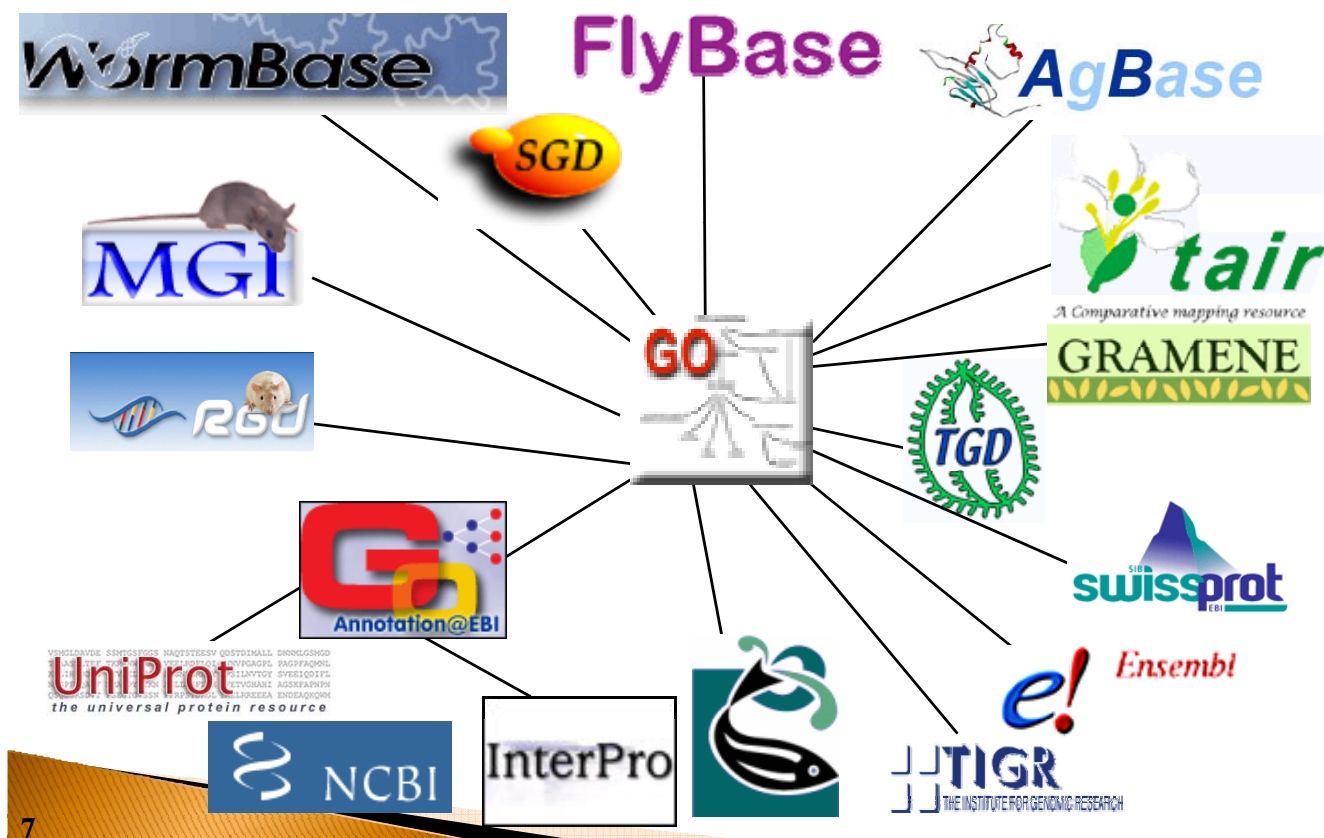 WormBase
FlyBase
AgBase
SGD
MGI
tair
A Comparative mapping resource
GRAMENE
GO
RGD
TGD
GO
Annotation@EBI
SIB
swissprot
EBI
UniProt
the universal protein resource
e! Ensembl
NCBI
InterPro
TIGR
THE INSTITUTE FOR GENOMIC RESEARCH
7